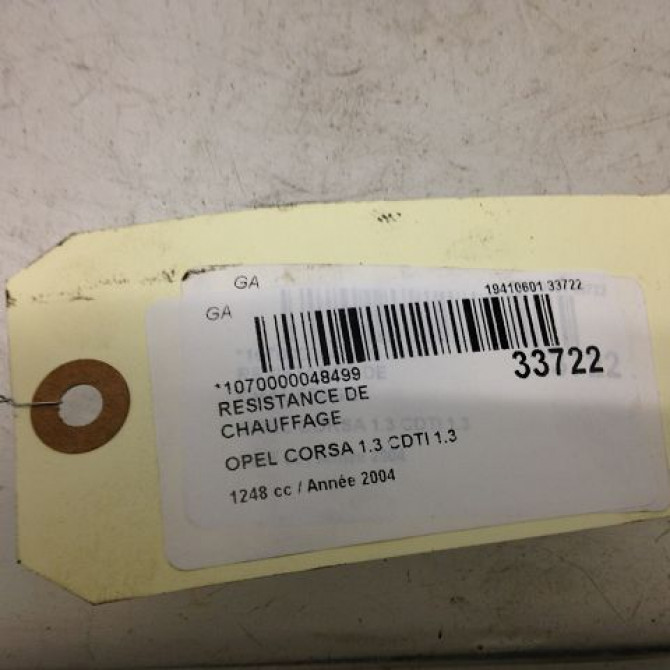 GA
19410601 33722
GA
33722
*1070000048499
RESISTANCE DE
CHAUFFAGE
OPEL CORSA 1.3 CDTI 1.3
1248 cc / Année 2004